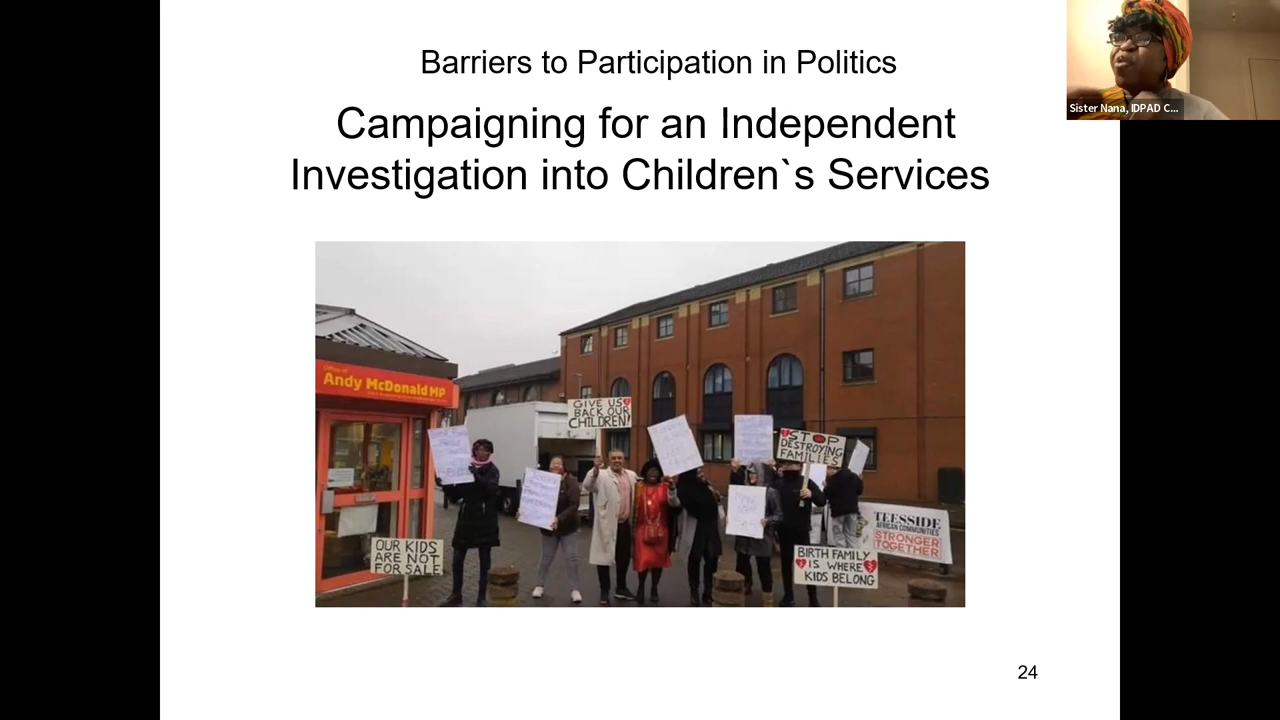 Barriers to Participation in Politics
Campaigning for an Independent
Investigation into Children`s Services
Sister Nana, IDPAD C...
Office of
Andy McDonald MP
GIVE US
BACK OUR
CHILDREN!
STOP
DESTROYING
FAMILIES
OUR KIDS
ARE NOT
FOR SALE
TEESSIDE
AFRICAN COMMUNITIES
STRONGER
TOGETHER
BIRTH FAMILY
IS WHERE
KIDS BELONG
24